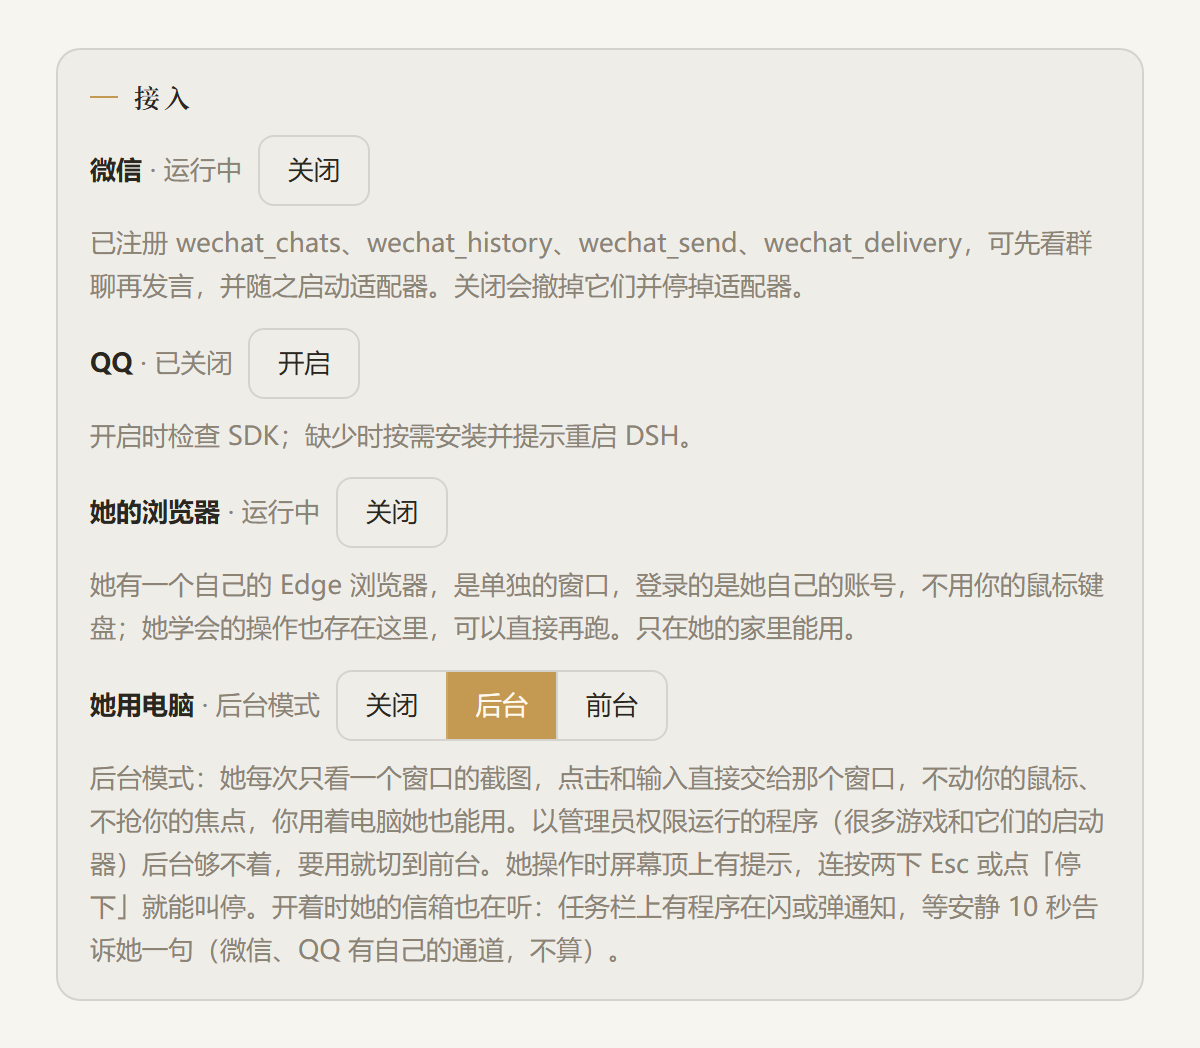 接入
微信 · 运行中 关闭
已注册 wechat_chats、wechat_history、wechat_send、wechat_delivery，可先看群
聊再发言，并随之启动适配器。关闭会撤掉它们并停掉适配器。
QQ · 已关闭 开启
开启时检查 SDK；缺少时按需安装并提示重启 DSH。
她的浏览器 · 运行中 关闭
她有一个自己的 Edge 浏览器，是单独的窗口，登录的是她自己的账号，不用你的鼠标键
盘；她学会的操作也存在这里，可以直接再跑。只在她的家里能用。
她用电脑 · 后台模式 关闭 后台 前台
后台模式：她每次只看一个窗口的截图，点击和输入直接交给那个窗口，不动你的鼠标、
不抢你的焦点，你用着电脑她也能用。以管理员权限运行的程序（很多游戏和它们的启动
器）后台够不着，要用就切到前台。她操作时屏幕顶上有提示，连按两下 Esc 或点「停
下」就能叫停。开着时她的信箱也在听：任务栏上有程序在闪或弹通知，等安静 10 秒告
诉她一句（微信、QQ 有自己的通道，不算）。